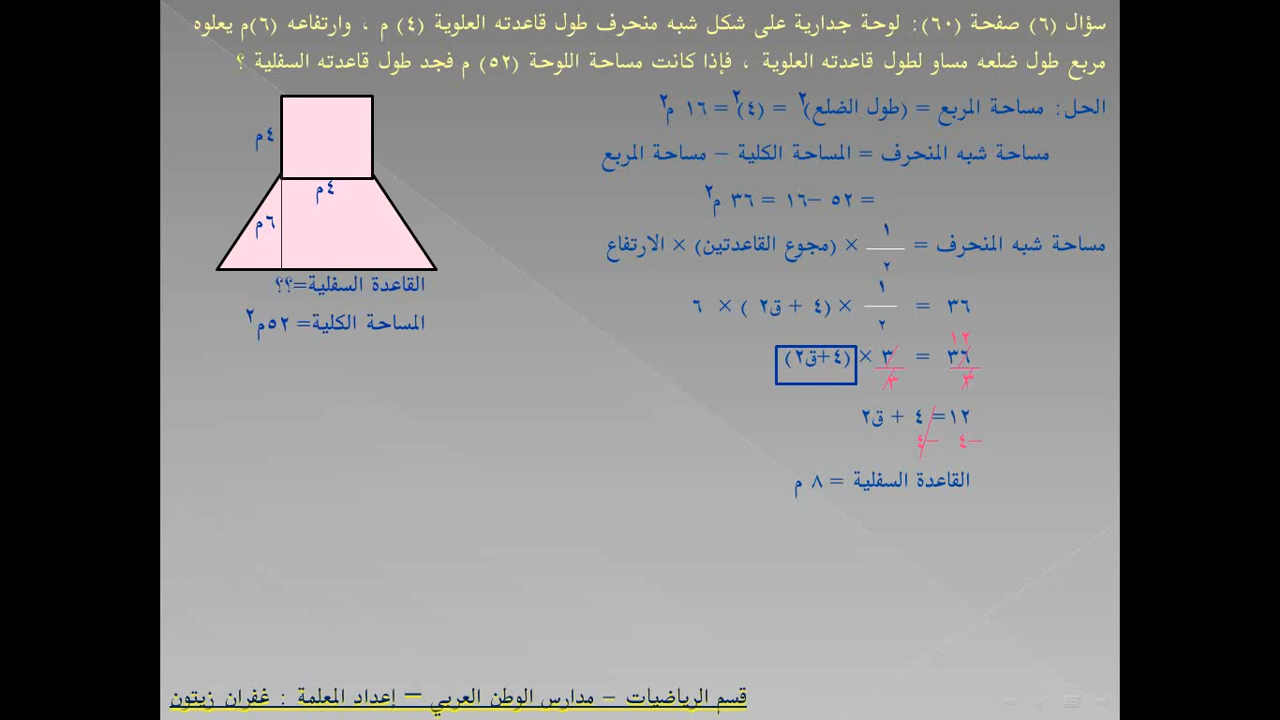 سؤال (٦) صفحة (٦٠): لوحة جدارية على شكل شبه منحرف طول قاعدته العلوية (٤) م ، وارتفاعه (٦)م يعلوه
مربع طول ضلعه مساو لطول قاعدته العلوية ، فإذا كانت مساحة اللوحة (٥٢) م فجد طول قاعدته السفلية ؟
الحل: مساحة المربع = (طول الضلع)٢ = (٤)٢ = ١٦ م٢
مساحة شبه المنحرف = المساحة الكلية – مساحة المربع
= ٥٢ –١٦ = ٣٦ م٢
مساحة شبه المنحرف = ١/٢ × (مجوع القاعدتين) × الارتفاع
٣٦ = ١/٢ × (٤ + ق٢ ) × ٦
١٢
٣٦ = ٣ × (٤+ق٢)
٣ ٣
١٢= ٤ + ق٢
–٤ –٤
القاعدة السفلية = ٨ م
٤م
٤م
٦م
القاعدة السفلية=؟؟
المساحة الكلية= ٥٢م٢
قسم الرياضيات – مدارس الوطن العربي – إعداد المعلمة : غفران زيتون